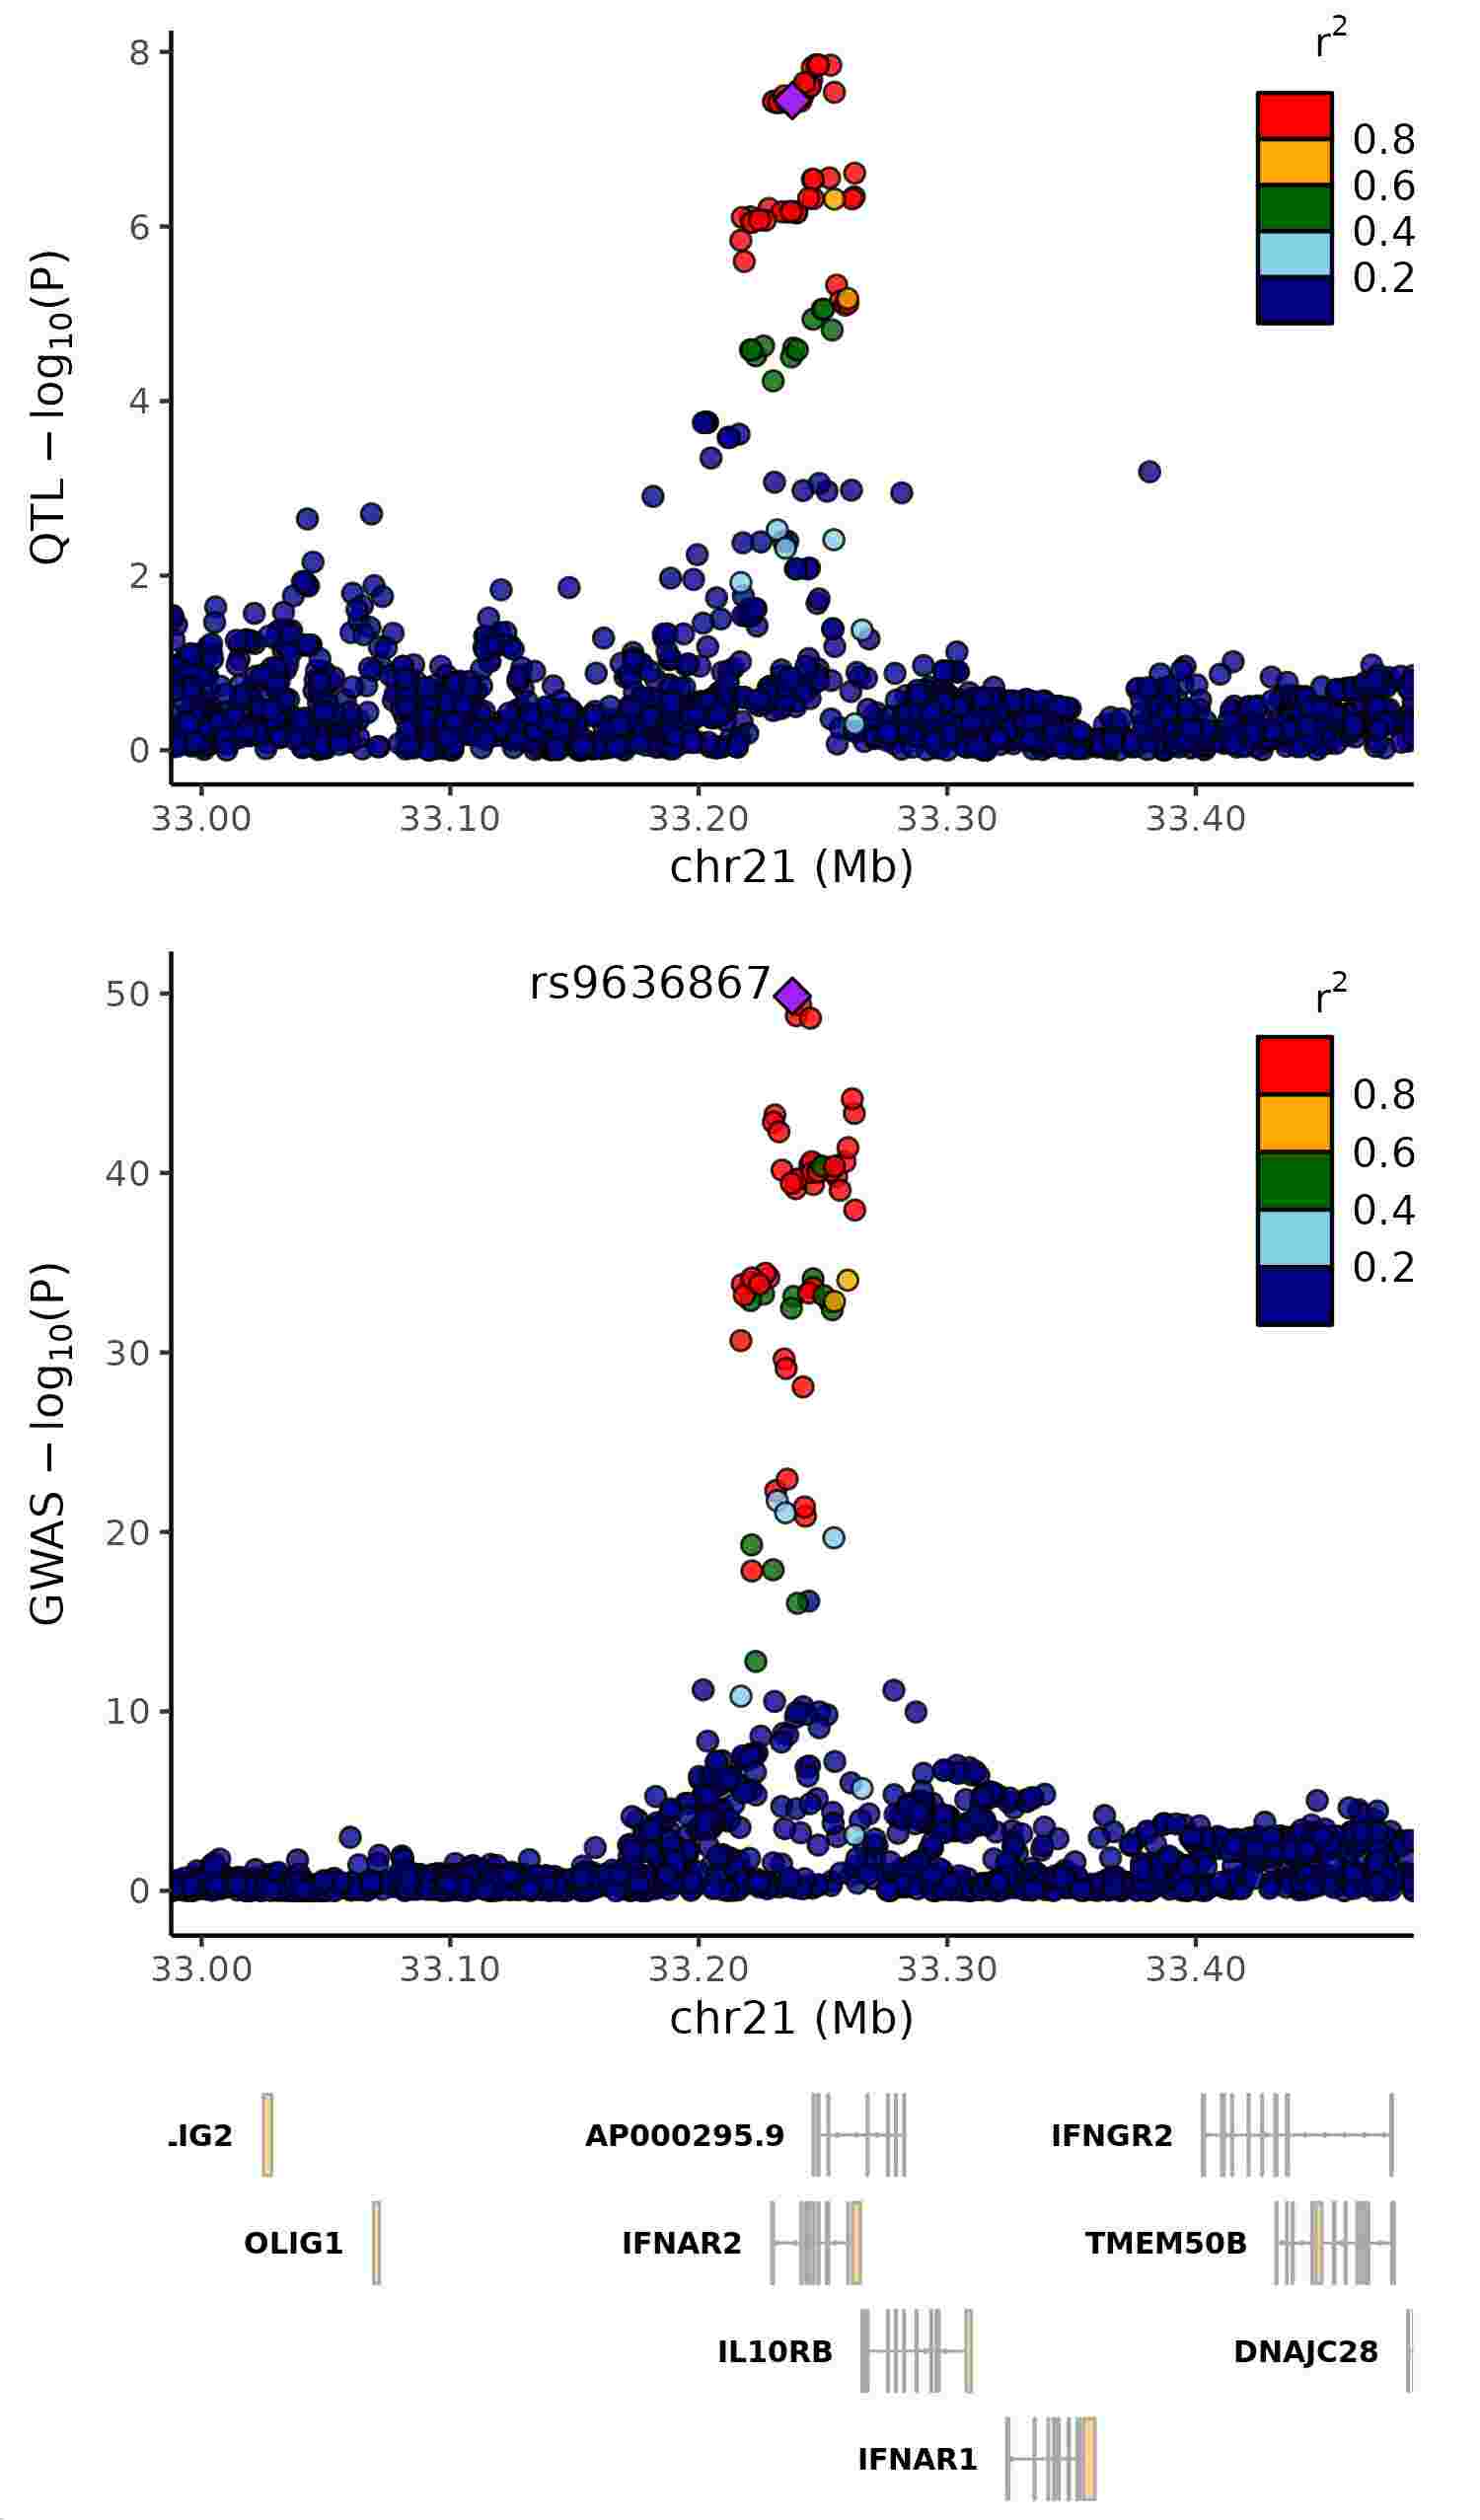 r²
8
6
4
2
0
QTL − log₁₀(P)
0.8
0.6
0.4
0.2
33.00 33.10 33.20 33.30 33.40
chr21 (Mb)
r²
rs9636867
50
40
30
20
10
0
GWAS − log₁₀(P)
0.8
0.6
0.4
0.2
33.00 33.10 33.20 33.30 33.40
chr21 (Mb)
IG2 AP000295.9 IFNGR2
OLIG1 IFNAR2 TMEM50B
IL10RB DNAJC28
IFNAR1